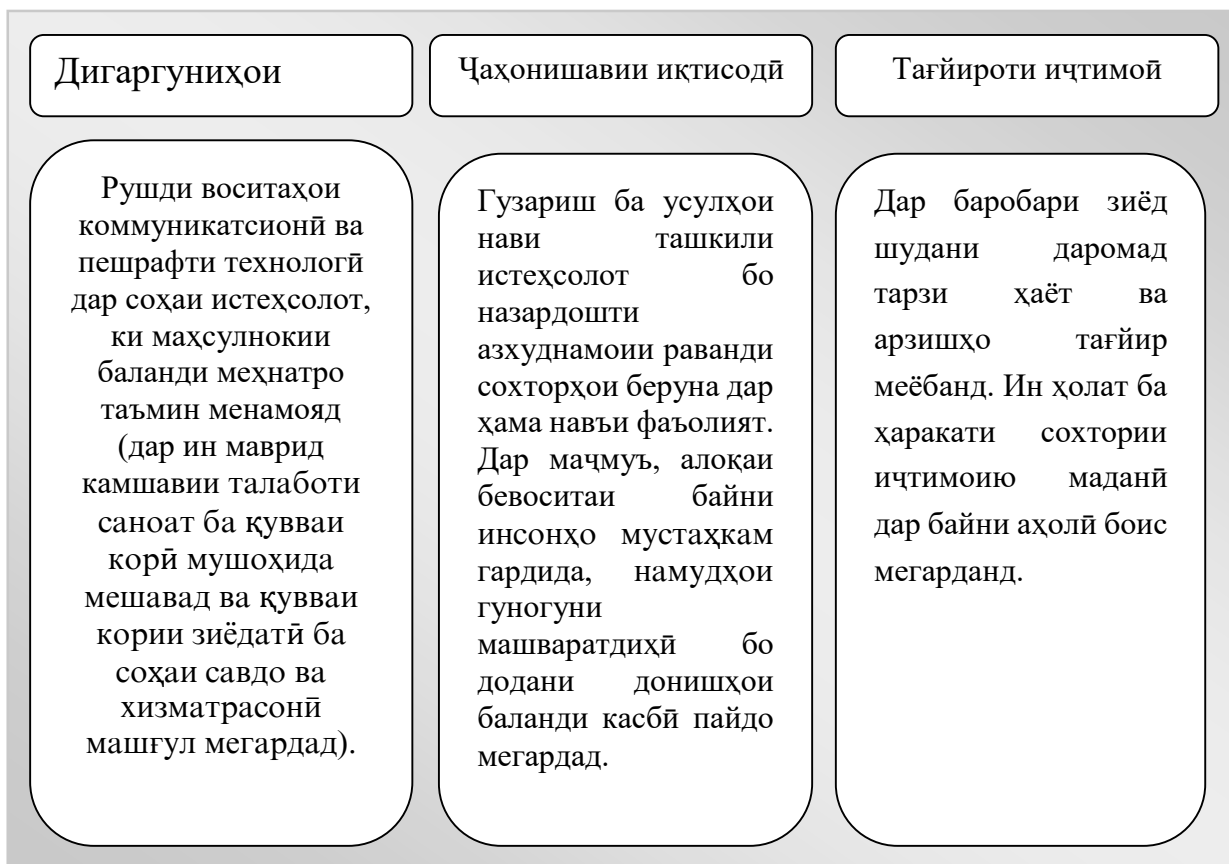 Дигаргуниҳои
Ҷаҳонишавии иқтисодӣ
Тағйироти иҷтимоӣ
Рушди воситаҳои
коммуникатсионӣ ва
пешрафти технологӣ
дар соҳаи истеҳсолот,
ки маҳсулнокии
баланди меҳнатро
таъмин менамояд
(дар ин маврид
камшавии талаботи
саноат ба қувваи
корӣ мушоҳида
мешавад ва қувваи
кории зиёдатӣ ба
соҳаи савдо ва
хизматрасонӣ
машғул мегардад).
Гузариш ба усулҳои
нави ташкили
истеҳсолот бо
назардошти
азхуднамоии раванди
сохторҳои беруна дар
ҳама навъи фаъолият.
Дар маҷмуъ, алоқаи
бевоситаи байни
инсонҳо мустаҳкам
гардида, намудҳои
гуногуни
машваратдиҳӣ бо
додани донишҳои
баланди касбӣ пайдо
мегардад.
Дар баробари зиёд
шудани даромад
тарзи ҳаёт ва
арзишҳо тағйир
меёбанд. Ин ҳолат ба
ҳаракати сохтории
иҷтимоию маданӣ
дар байни аҳолӣ боис
мегарданд.